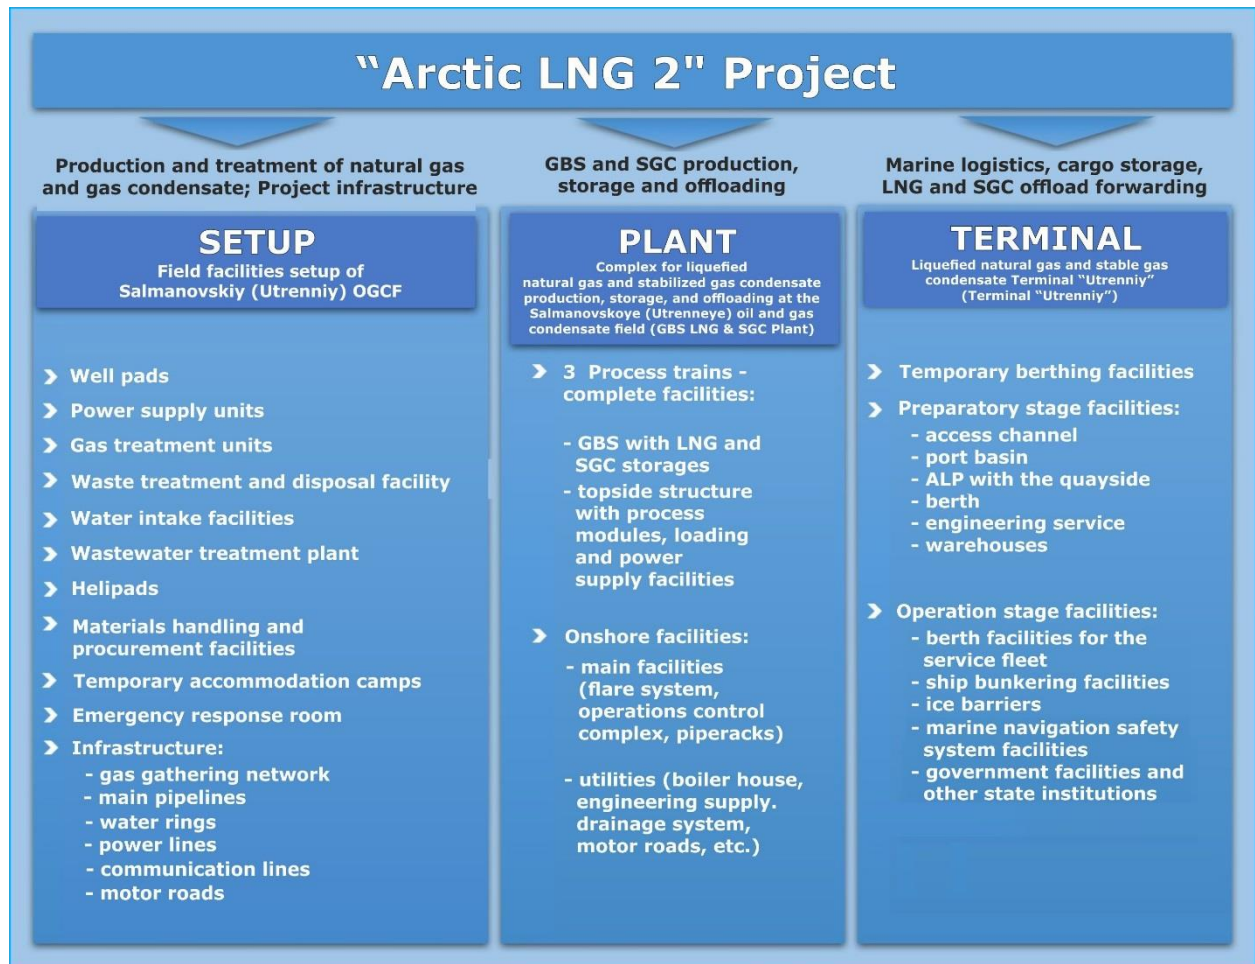 “Arctic LNG 2" Project
Production and treatment of natural gas
and gas condensate; Project infrastructure
SETUP
Field facilities setup of
Salmanovskiy (Utrenniy) OGCF
Well pads
Power supply units
Gas treatment units
Waste treatment and disposal facility
Water intake facilities
Wastewater treatment plant
Helipads
Materials handling and
procurement facilities
Temporary accommodation camps
Emergency response room
Infrastructure:
- gas gathering network
- main pipelines
- water rings
- power lines
- communication lines
- motor roads
GBS and SGC production,
storage and offloading
PLANT
Complex for liquefied
natural gas and stabilized gas condensate
production, storage, and offloading at the
Salmanovskoye (Utrenneye) oil and gas
condensate field (GBS LNG & SGC Plant)
3 Process trains -
complete facilities:
- GBS with LNG and
SGC storages
- topside structure
with process
modules, loading
and power
supply facilities
Onshore facilities:
- main facilities
(flare system,
operations control
complex, piperacks)
- utilities (boiler house,
engineering supply.
drainage system,
motor roads, etc.)
Marine logistics, cargo storage,
LNG and SGC offload forwarding
TERMINAL
Liquefied natural gas and stable gas
condensate Terminal “Utrenniy”
(Terminal “Utrenniy”)
Temporary berthing facilities
Preparatory stage facilities:
- access channel
- port basin
- ALP with the quayside
- berth
- engineering service
- warehouses
Operation stage facilities:
- berth facilities for the
service fleet
- ship bunkering facilities
- ice barriers
- marine navigation safety
system facilities
- government facilities and
other state institutions